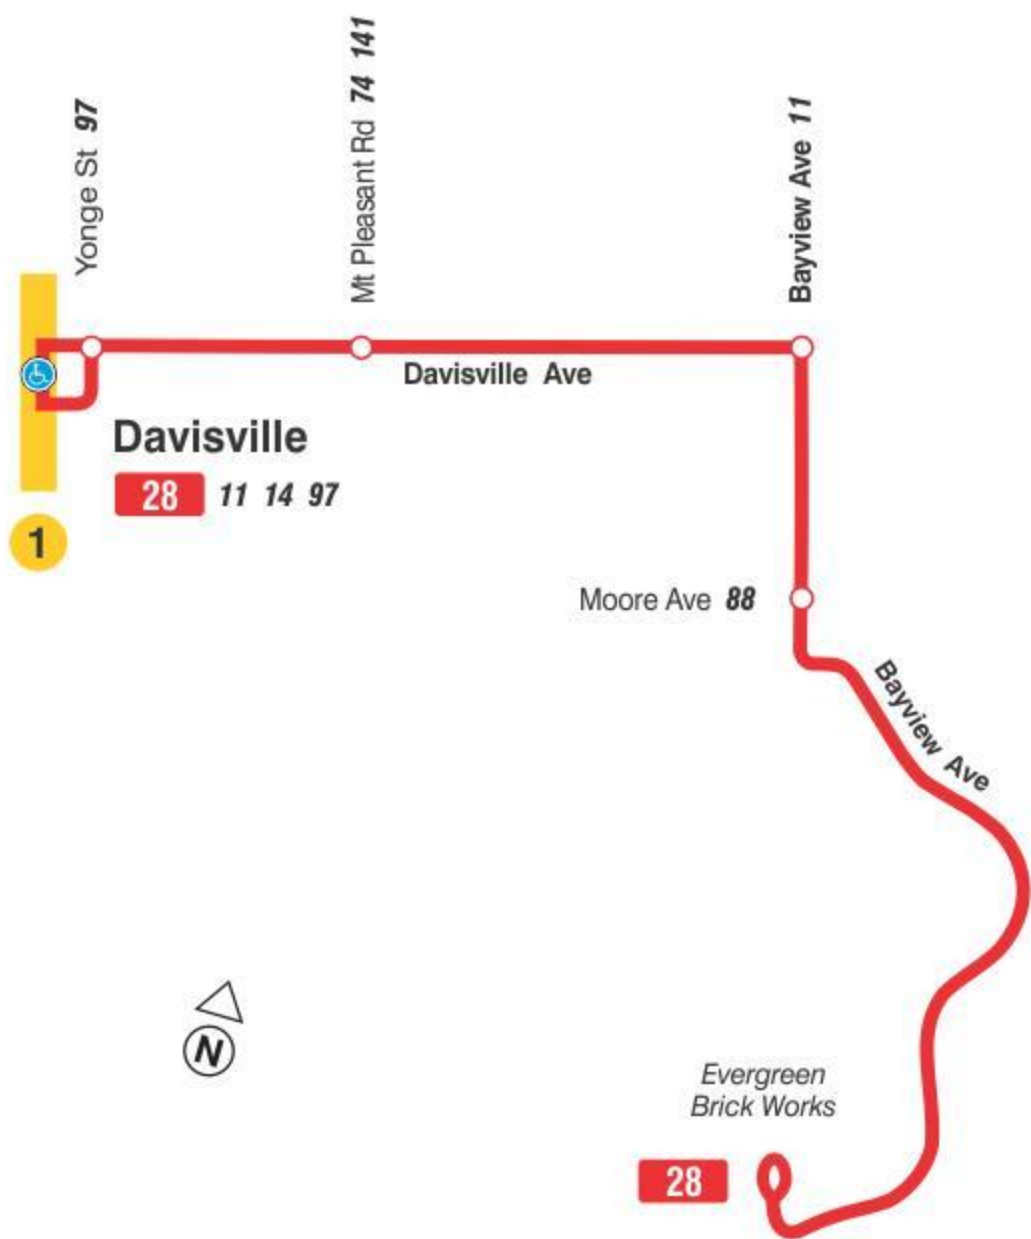 Yonge St 97
Mt Pleasant Rd 74 141
Bayview Ave 11
Davisville Ave
Davisville
28 11 14 97
1
Moore Ave 88
Bayview Ave
N
Evergreen
Brick Works
28